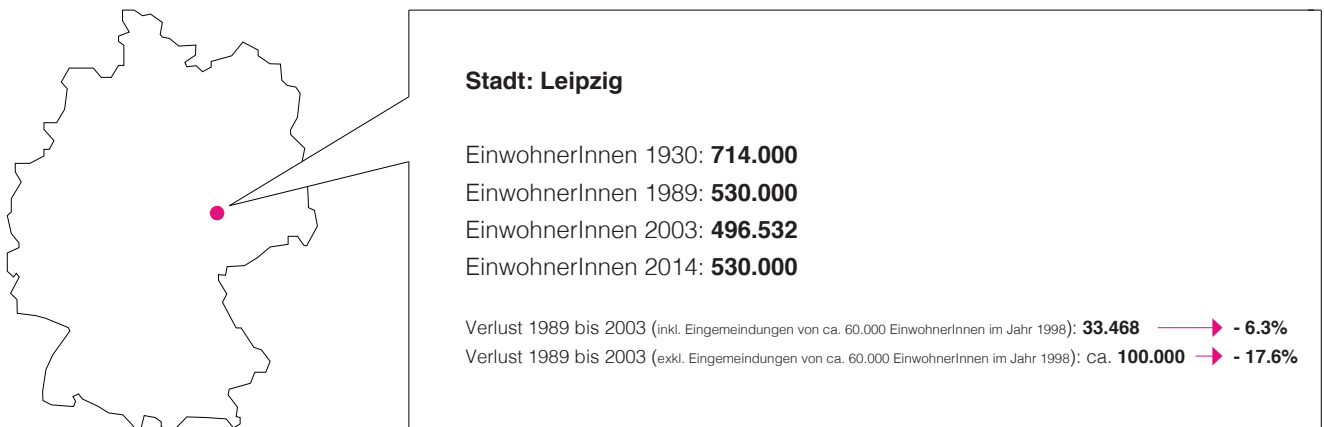 Stadt: Leipzig
EinwohnerInnen 1930: 714.000
EinwohnerInnen 1989: 530.000
EinwohnerInnen 2003: 496.532
EinwohnerInnen 2014: 530.000
Verlust 1989 bis 2003 (inkl. Eingemeindungen von ca. 60.000 EinwohnerInnen im Jahr 1998): 33.468 - 6.3%
Verlust 1989 bis 2003 (exkl. Eingemeindungen von ca. 60.000 EinwohnerInnen im Jahr 1998): ca. 100.000 - 17.6%